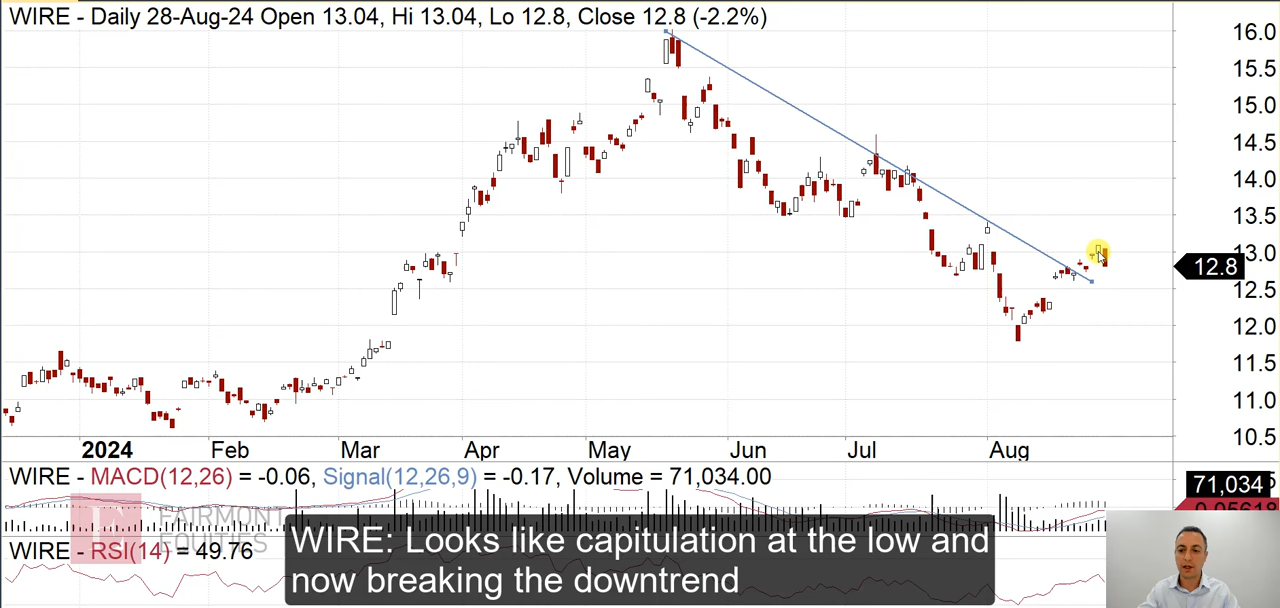 WIRE - Daily 28-Aug-24 Open 13.04, Hi 13.04, Lo 12.8, Close 12.8 (-2.2%)
16.0
15.5
15.0
14.5
14.0
13.5
13.0
12.8
12.5
12.0
11.5
11.0
10.5
2024 Feb Mar Apr May Jun Jul Aug
WIRE - MACD(12,26) = -0.06, Signal(12,26,9) = -0.17, Volume = 71,034.00
71,034
FAIRMONT
EQUITIES
WIRE - RSI(14) = 49.76
WIRE: Looks like capitulation at the low and
now breaking the downtrend